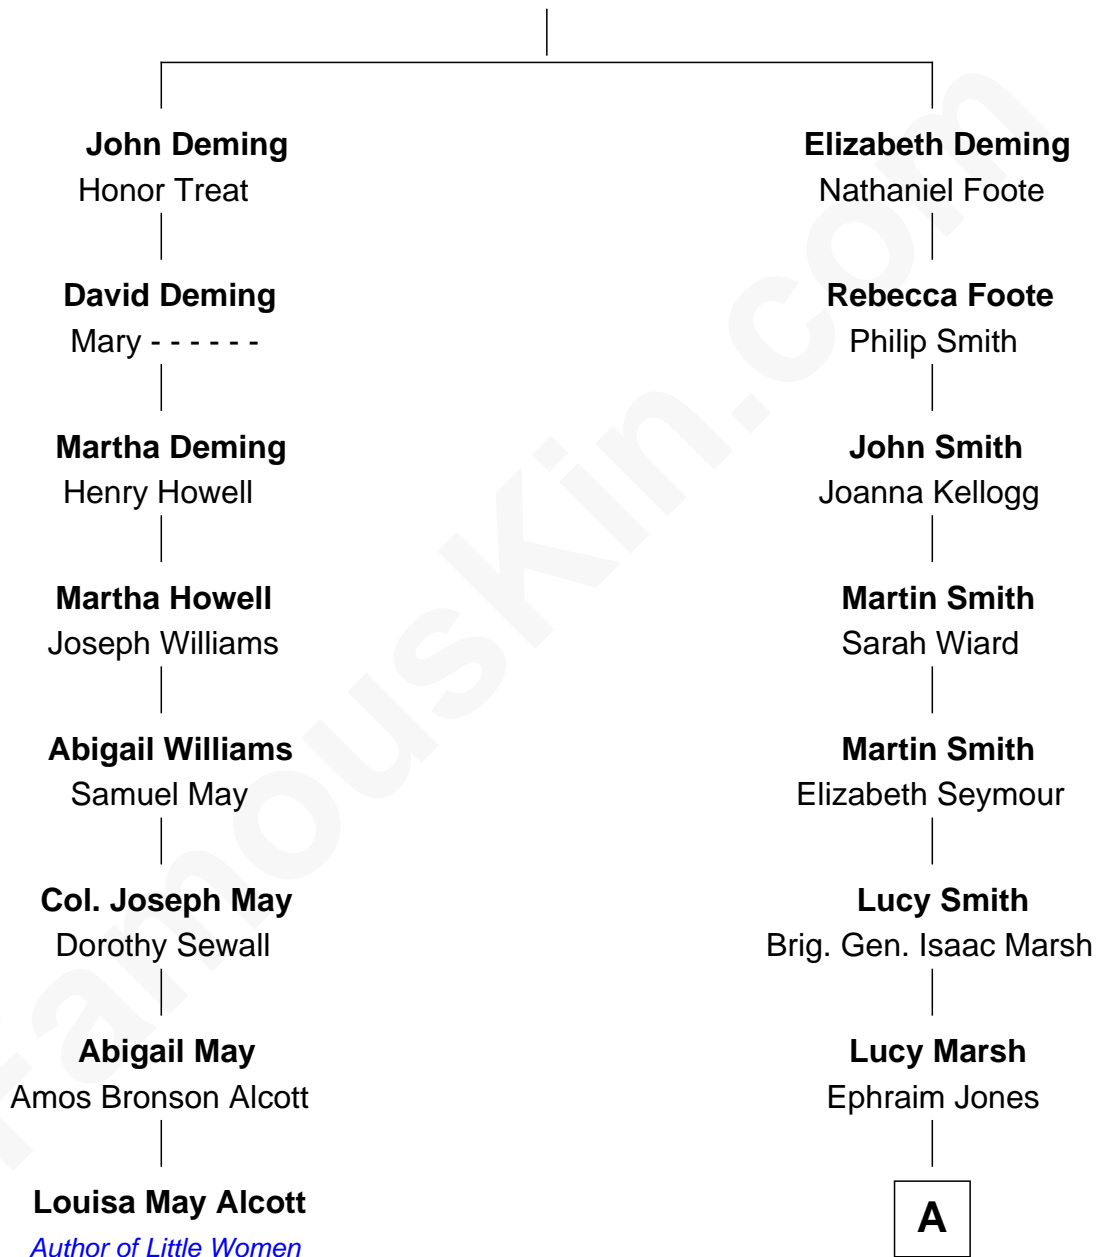 John Deming
Honor Treat
David Deming
Mary - - - - - -
Martha Deming
Henry Howell
Martha Howell
Joseph Williams
Abigail Williams
Samuel May
Col. Joseph May
Dorothy Sewall
Abigail May
Amos Bronson Alcott
Louisa May Alcott
Author of Little Women
Elizabeth Deming
Nathaniel Foote
Rebecca Foote
Philip Smith
John Smith
Joanna Kellogg
Martin Smith
Sarah Wiard
Martin Smith
Elizabeth Seymour
Lucy Smith
Brig. Gen. Isaac Marsh
Lucy Marsh
Ephraim Jones
A
FamousKin.com